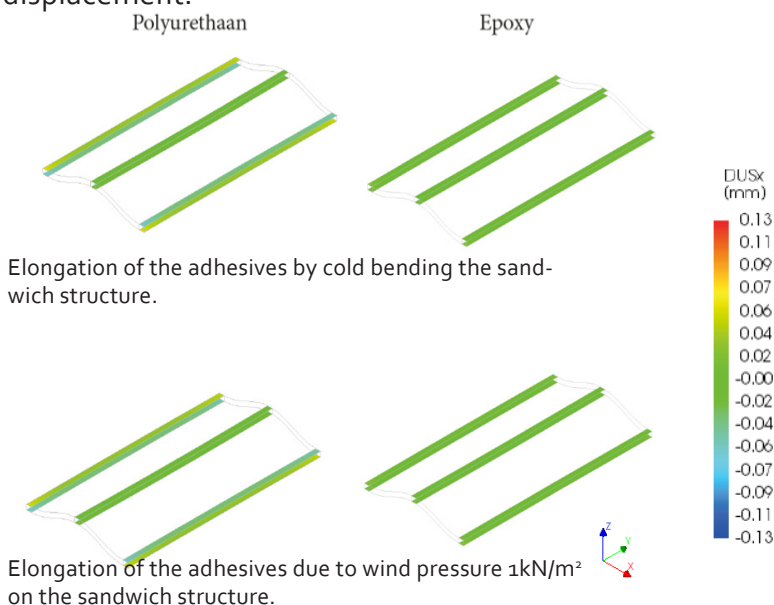 displacement.
Polyurethaan
Epoxy
Elongation of the adhesives by cold bending the sand-
wich structure.
DUSx
(mm)
0.13
0.11
0.09
0.07
0.06
0.04
0.02
-0.00
-0.02
-0.04
-0.06
-0.07
-0.09
-0.11
-0.13
Z
Y
X
Elongation of the adhesives due to wind pressure 1kN/m²
on the sandwich structure.